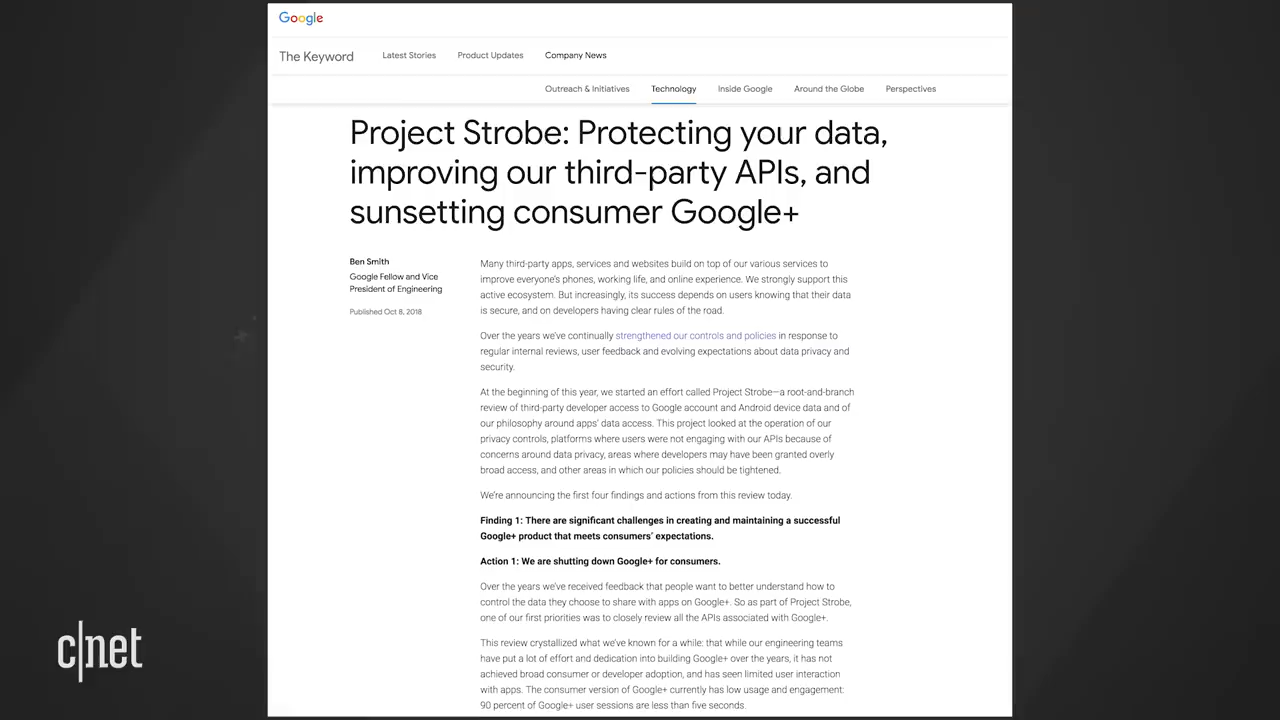 Google
The Keyword
Latest Stories
Product Updates
Company News
Outreach & Initiatives
Technology
Inside Google
Around the Globe
Perspectives
Project Strobe: Protecting your data,
improving our third-party APIs, and
sunsetting consumer Google+
Ben Smith
Google Fellow and Vice
President of Engineering
Published Oct 8, 2018
Many third-party apps, services and websites build on top of our various services to
improve everyone's phones, working life, and online experience. We strongly support this
active ecosystem. But increasingly, its success depends on users knowing that their data
is secure, and on developers having clear rules of the road.
Over the years we've continually strengthened our controls and policies in response to
regular internal reviews, user feedback and evolving expectations about data privacy and
security.
At the beginning of this year, we started an effort called Project Strobe—a root-and-branch
review of third-party developer access to Google account and Android device data and of
our philosophy around apps' data access. This project looked at the operation of our
privacy controls, platforms where users were not engaging with our APIs because of
concerns around data privacy, areas where developers may have been granted overly
broad access, and other areas in which our policies should be tightened.
We're announcing the first four findings and actions from this review today.
Finding 1: There are significant challenges in creating and maintaining a successful
Google+ product that meets consumers' expectations.
Action 1: We are shutting down Google+ for consumers.
Over the years we've received feedback that people want to better understand how to
control the data they choose to share with apps on Google+. So as part of Project Strobe,
one of our first priorities was to closely review all the APIs associated with Google+.
This review crystallized what we've known for a while: that while our engineering teams
have put a lot of effort and dedication into building Google+ over the years, it has not
achieved broad consumer or developer adoption, and has seen limited user interaction
with apps. The consumer version of Google+ currently has low usage and engagement:
90 percent of Google+ user sessions are less than five seconds.
c|net